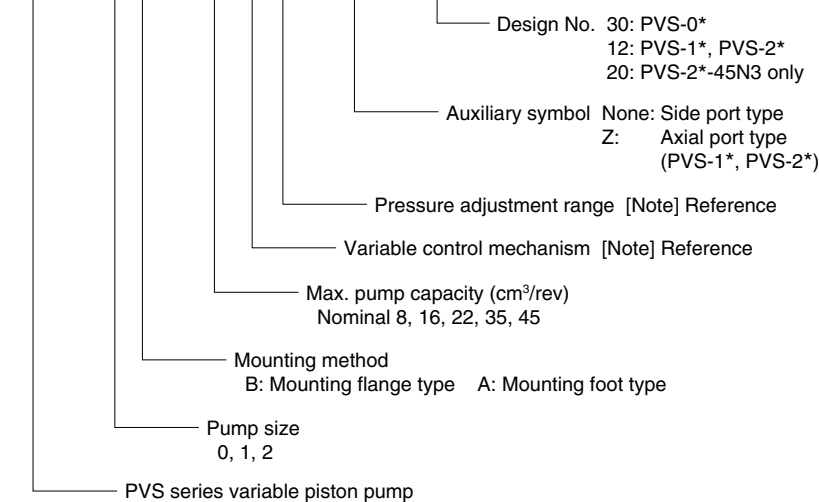 Design No. 30: PVS-0*
12: PVS-1*, PVS-2*
20: PVS-2*-45N3 only
Auxiliary symbol None: Side port type
Z: Axial port type
(PVS-1*, PVS-2*)
Pressure adjustment range [Note] Reference
Variable control mechanism [Note] Reference
Max. pump capacity (cm³/rev)
Nominal 8, 16, 22, 35, 45
Mounting method
B: Mounting flange type A: Mounting foot type
Pump size
0, 1, 2
PVS series variable piston pump